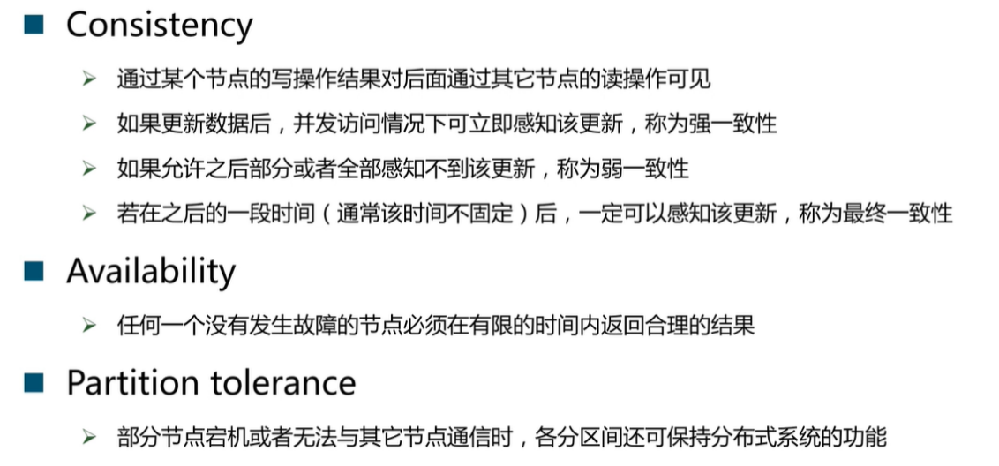 Consistency
通过某个节点的写操作结果对后面通过其它节点的读操作可见
如果更新数据后，并发访问情况下可立即感知该更新，称为强一致性
如果允许之后部分或者全部感知不到该更新，称为弱一致性
若在之后的一段时间（通常该时间不固定）后，一定可以感知该更新，称为最终一致性
Availability
任何一个没有发生故障的节点必须在有限的时间内返回合理的结果
Partition tolerance
部分节点宕机或者无法与其它节点通信时，各分区间还可保持分布式系统的功能